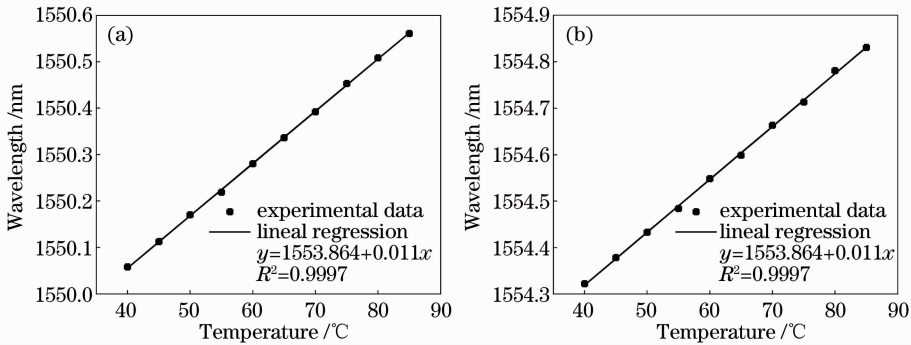 (a)
1550.6
1550.5
1550.4
1550.3
1550.2
1550.1
1550.0
Wavelength /nm
experimental data
lineal regression
y=1553.864+0.011x
R²=0.9997
40 50 60 70 80 90
Temperature /℃
(b)
1554.9
1554.8
1554.7
1554.6
1554.5
1554.4
1554.3
Wavelength /nm
experimental data
lineal regression
y=1553.864+0.011x
R²=0.9997
40 50 60 70 80 90
Temperature /℃